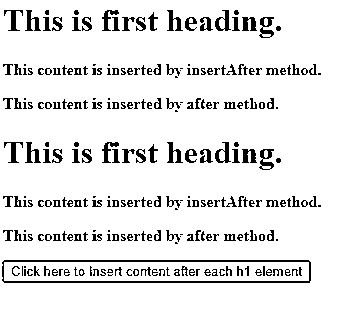 This is first heading.
This content is inserted by insertAfter method.
This content is inserted by after method.
This is first heading.
This content is inserted by insertAfter method.
This content is inserted by after method.
Click here to insert content after each h1 element